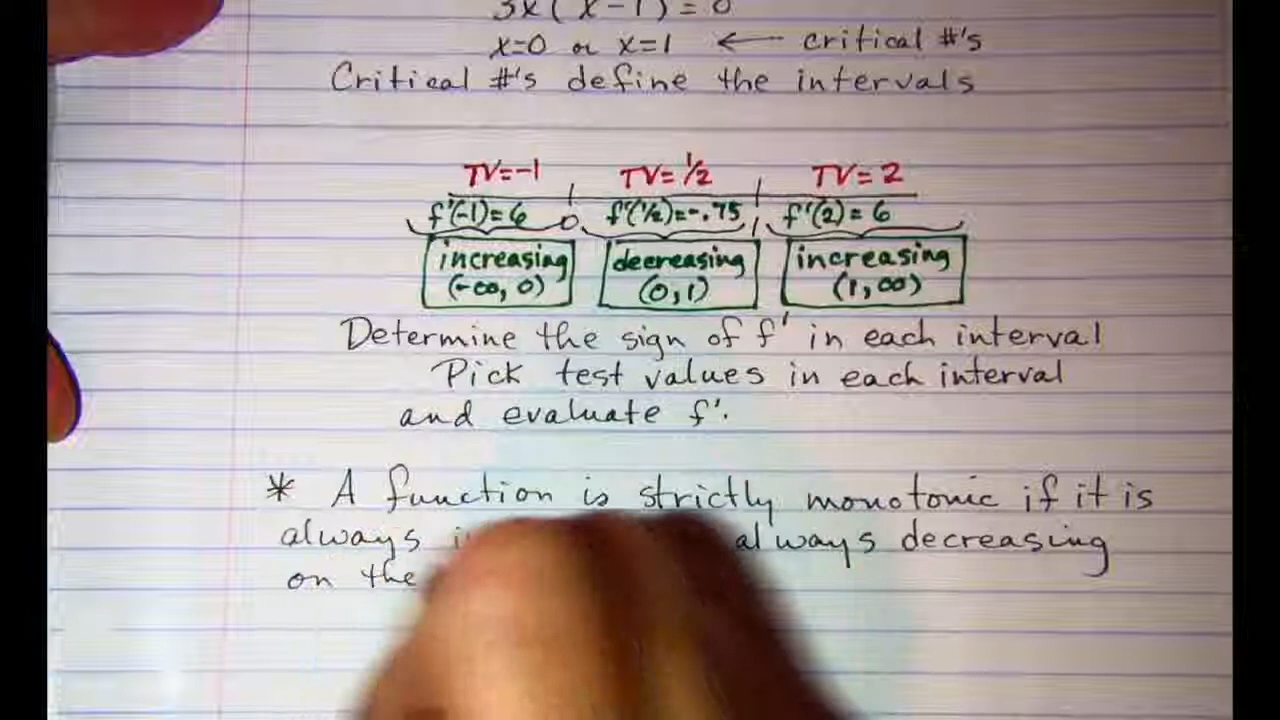 3x(x-1)=0
x=0 or x=1 ← critical #'s
Critical #'s define the intervals
TV=-1 TV=1/2 TV=2
f'(-1)=6 0 f'(1/2)=-.75 1 f'(2)=6
increasing decreasing increasing
(-∞, 0) (0,1) (1,∞)
Determine the sign of f' in each interval
Pick test values in each interval
and evaluate f'.
* A function is strictly monotonic if it is
always always decreasing
on the